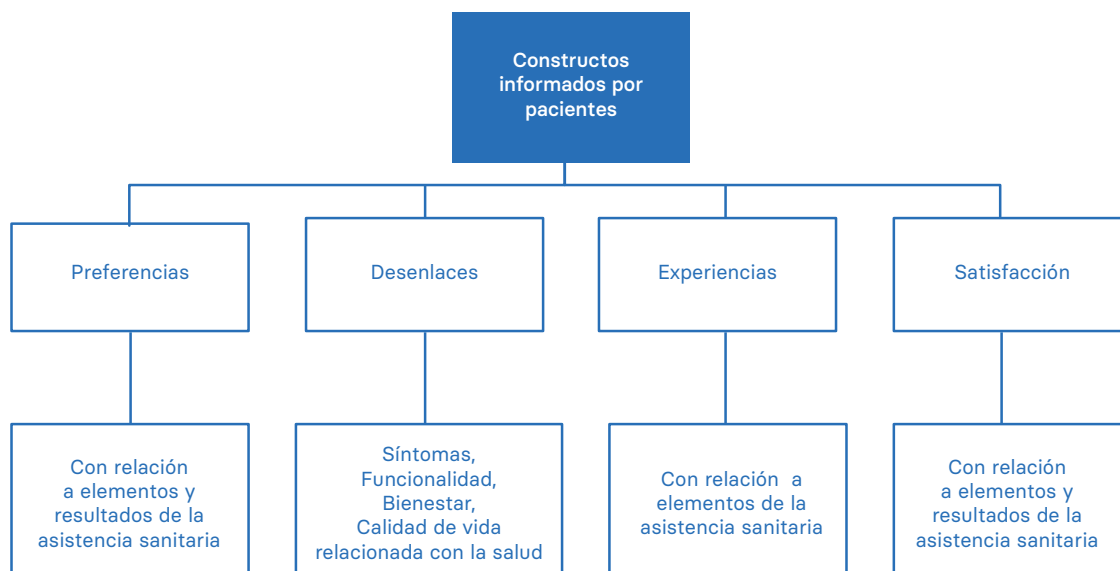 Constructos
informados por
pacientes
Preferencias
Desenlaces
Experiencias
Satisfacción
Con relación
a elementos y
resultados de la
asistencia sanitaria
Síntomas,
Funcionalidad,
Bienestar,
Calidad de vida
relacionada con la salud
Con relación a
elementos de la
asistencia sanitaria
Con relación
a elementos y
resultados de la
asistencia sanitaria